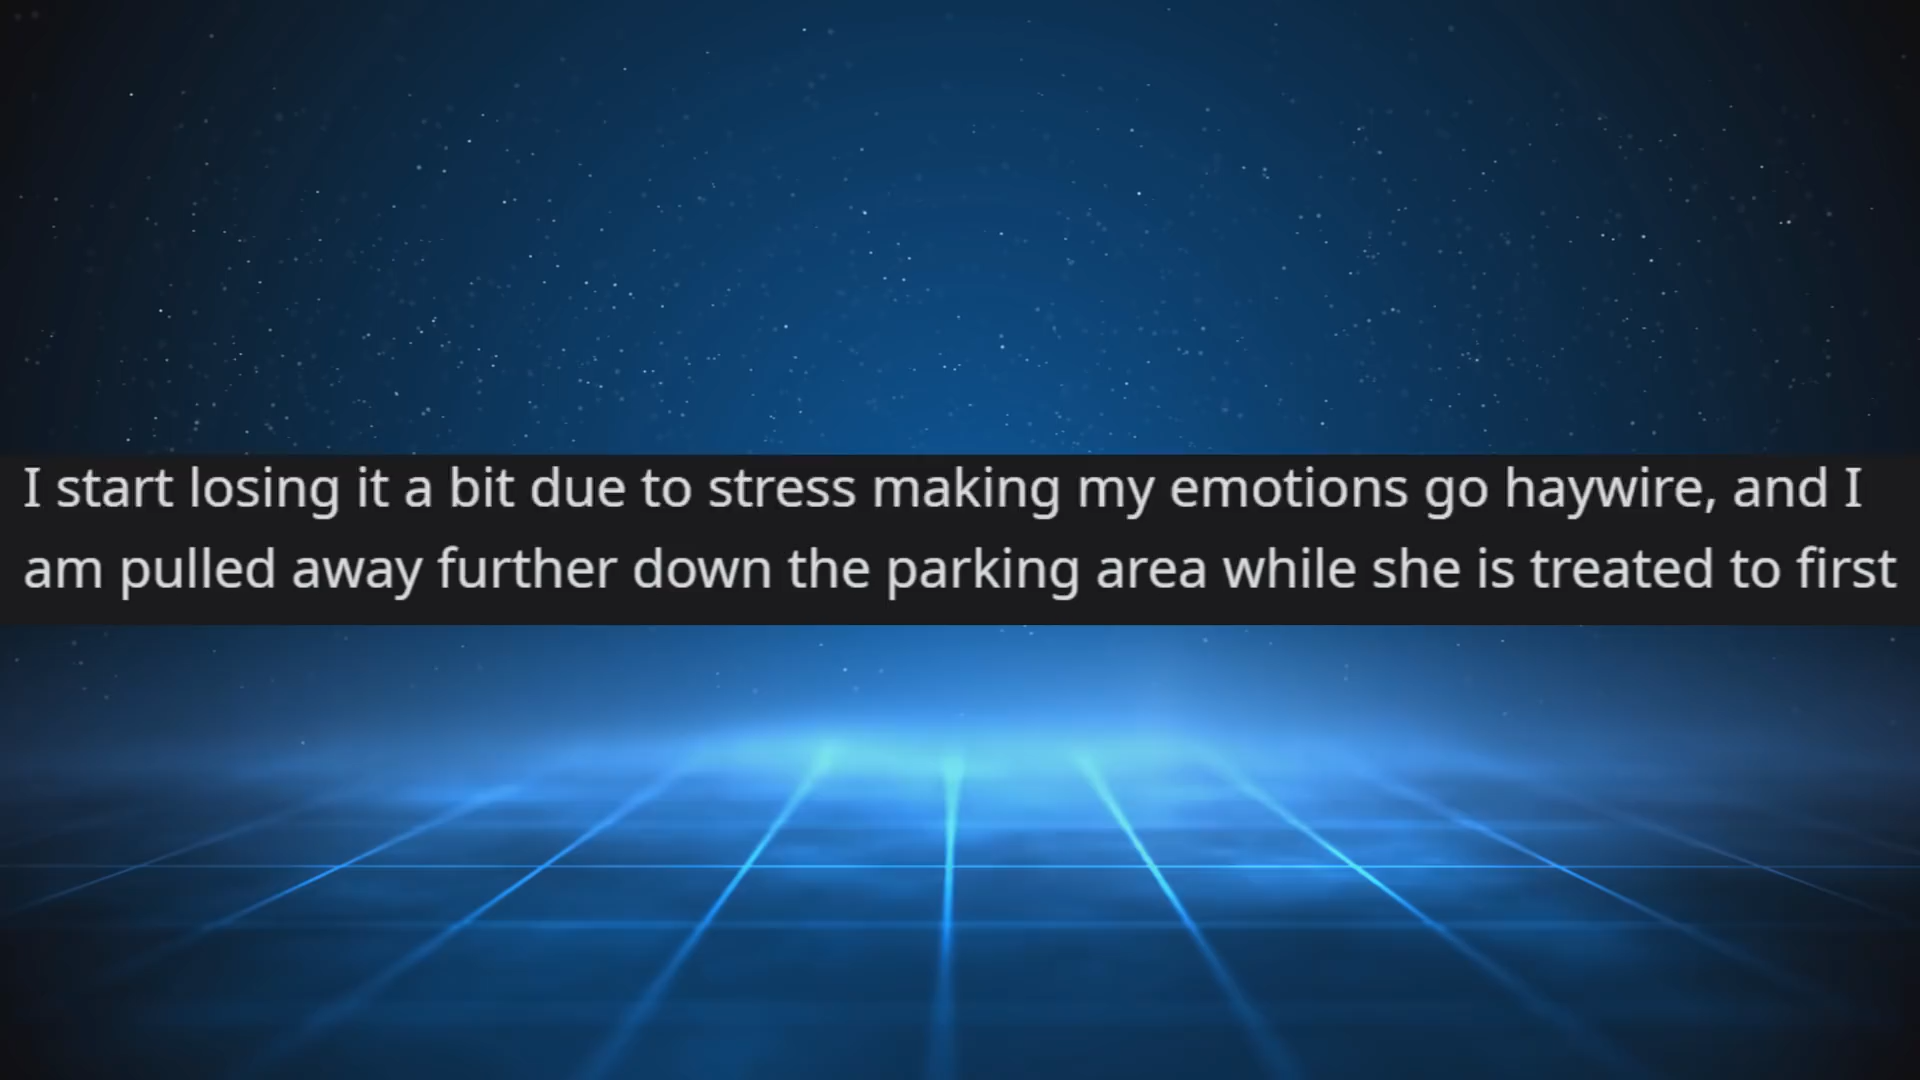 I start losing it a bit due to stress making my emotions go haywire, and I
am pulled away further down the parking area while she is treated to first